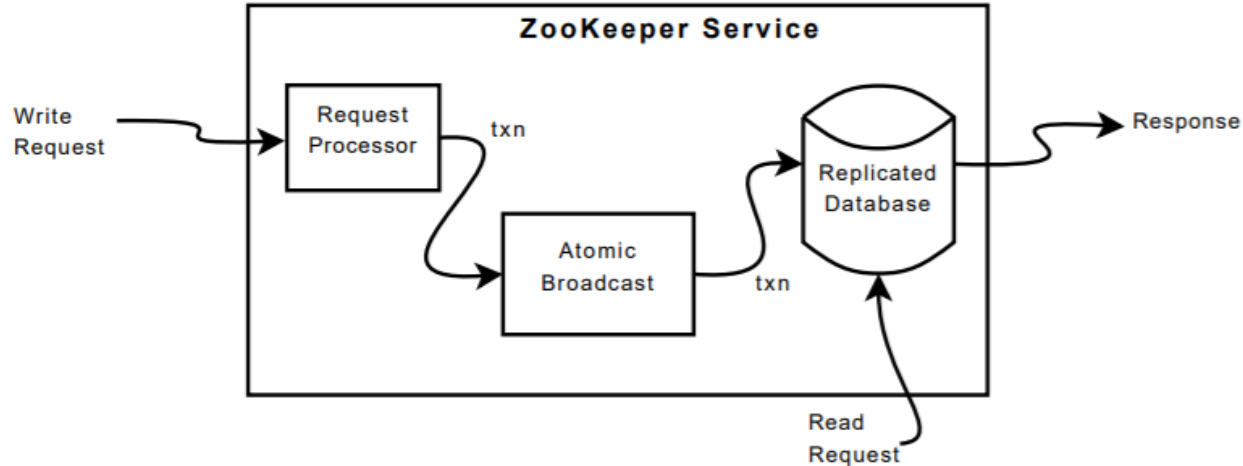 ZooKeeper Service
Write
Request
Request
Processor
txn
Atomic
Broadcast
txn
Replicated
Database
Response
Read
Request